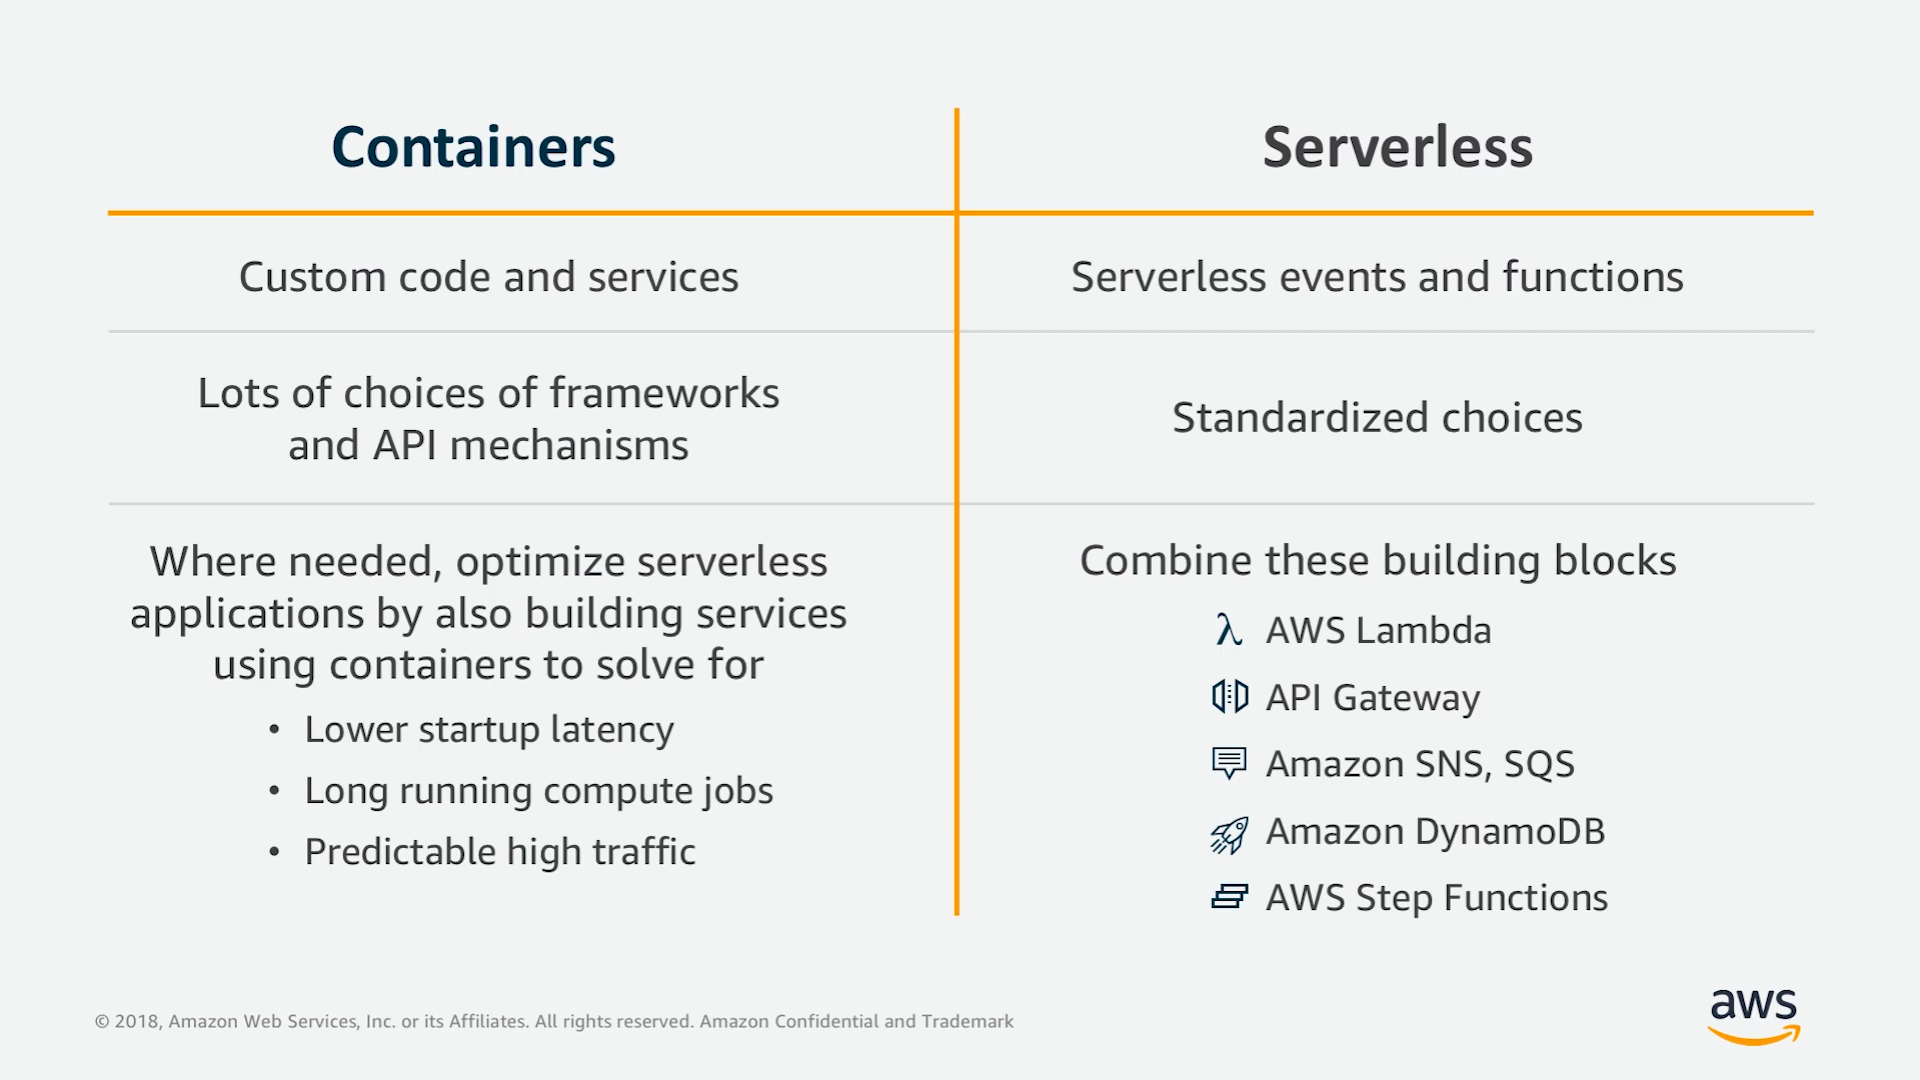 Containers
Serverless
Custom code and services
Serverless events and functions
Lots of choices of frameworks
and API mechanisms
Standardized choices
Where needed, optimize serverless
applications by also building services
using containers to solve for
• Lower startup latency
• Long running compute jobs
• Predictable high traffic
Combine these building blocks
λ AWS Lambda
API Gateway
Amazon SNS, SQS
Amazon DynamoDB
AWS Step Functions
© 2018, Amazon Web Services, Inc. or its Affiliates. All rights reserved. Amazon Confidential and Trademark
aws